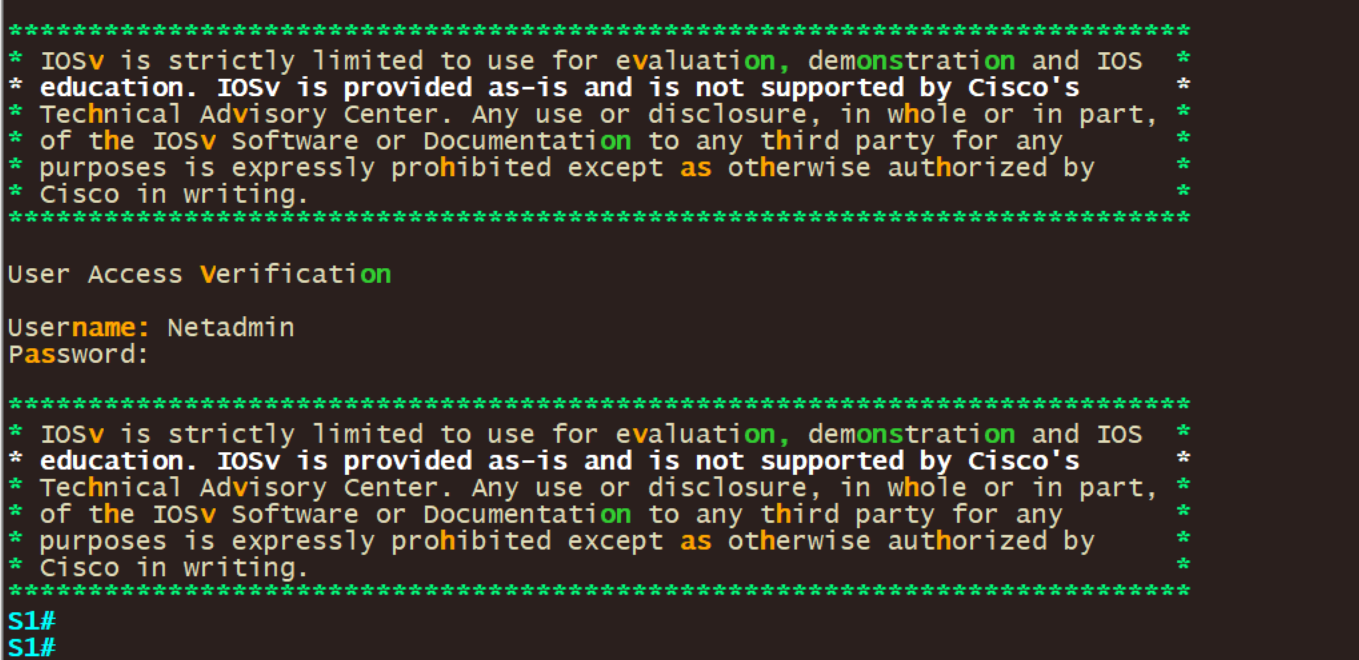 **************************************************************************
* IOSv is strictly limited to use for evaluation, demonstration and IOS  *
* education. IOSv is provided as-is and is not supported by Cisco's      *
* Technical Advisory Center. Any use or disclosure, in whole or in part, *
* of the IOSv Software or Documentation to any third party for any       *
* purposes is expressly prohibited except as otherwise authorized by     *
* Cisco in writing.                                                      *
**************************************************************************
User Access Verification
Username: Netadmin
Password:
**************************************************************************
* IOSv is strictly limited to use for evaluation, demonstration and IOS  *
* education. IOSv is provided as-is and is not supported by Cisco's      *
* Technical Advisory Center. Any use or disclosure, in whole or in part, *
* of the IOSv Software or Documentation to any third party for any       *
* purposes is expressly prohibited except as otherwise authorized by     *
* Cisco in writing.                                                      *
**************************************************************************
S1#
S1#